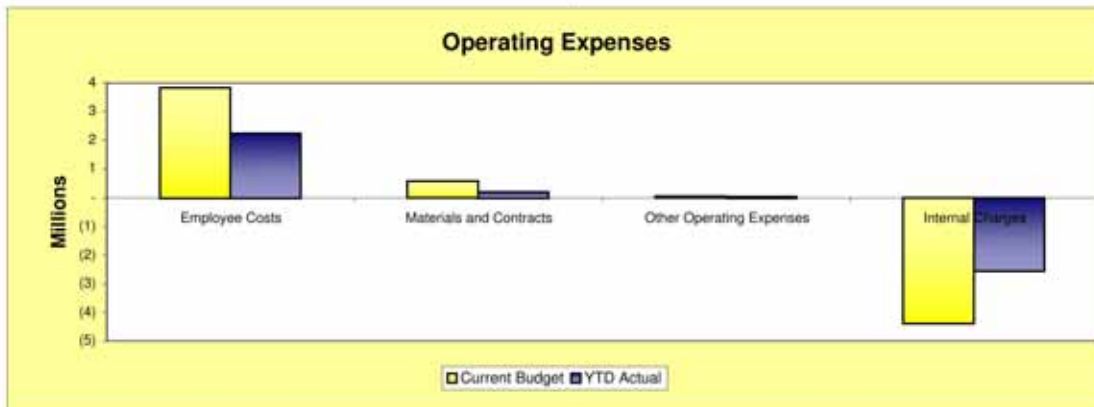 Operating Expenses
Millions
4
3
2
1
-
(1)
(2)
(3)
(4)
(5)
Employee Costs
Materials and Contracts
Other Operating Expenses
Internal Charges
Current Budget
YTD Actual